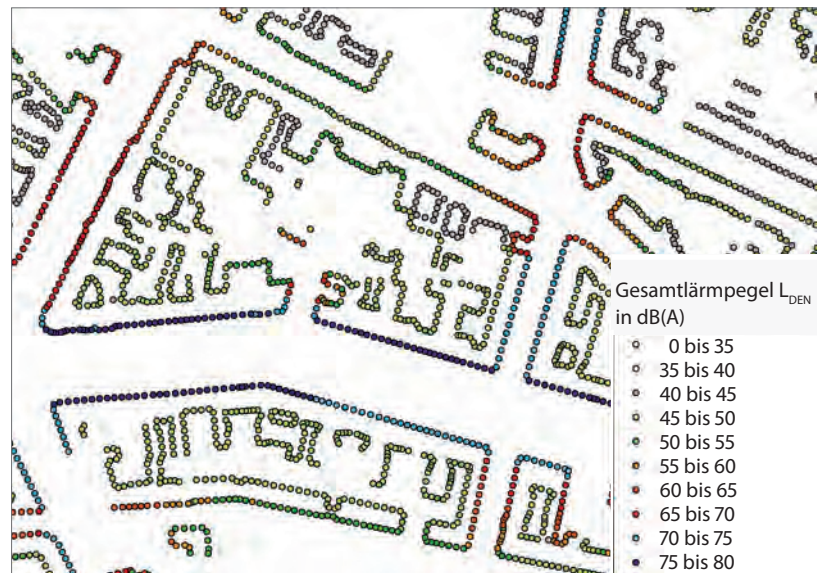 Gesamtlärmpegel L_DEN
in dB(A)
0 bis 35
35 bis 40
40 bis 45
45 bis 50
50 bis 55
55 bis 60
60 bis 65
65 bis 70
70 bis 75
75 bis 80